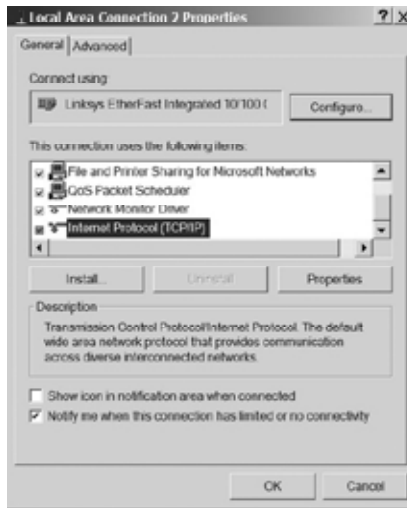 Local Area Connection 2 Properties
General Advanced
Connect using:
Linksys EtherFast Integrated 10/100 (
Configure...
This connection uses the following items:
File and Printer Sharing for Microsoft Networks
QoS Packet Scheduler
Network Monitor Driver
Internet Protocol (TCP/IP)
Install... Uninstall Properties
Description
Transmission Control Protocol/Internet Protocol. The default
wide area network protocol that provides communication
across diverse interconnected networks.
Show icon in notification area when connected
Notify me when this connection has limited or no connectivity
OK Cancel